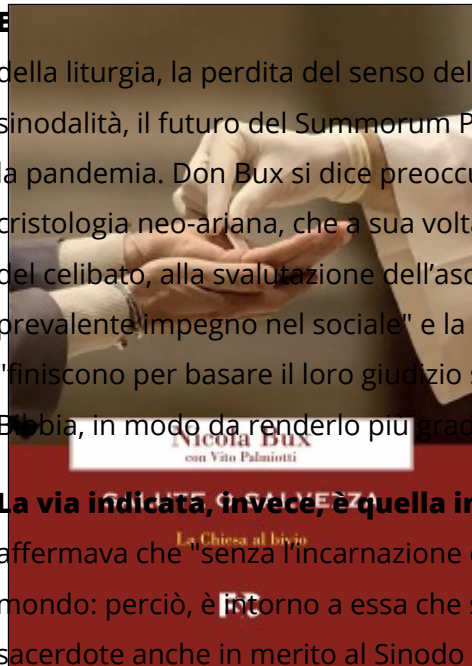 E
della liturgia, la perdita del senso del
sinodalità, il futuro del Summorum P
la pandemia. Don Bux si dice preoccu
cristologia neo-ariana, che a sua volta
del celibato, alla svalutazione dell'asc
prevalente impegno nel sociale" e la
"finiscono per basare il loro giudizio s
Bibbia, in modo da renderlo più grad
Nicola Bux
con Vito Palmiotti
La via indicata, invece, è quella in
SALUTE O SALVEZZA
La Chiesa al bivio
affermava che "senza l'incarnazione
mondo: perciò, è intorno a essa che s
sacerdote anche in merito al Sinodo